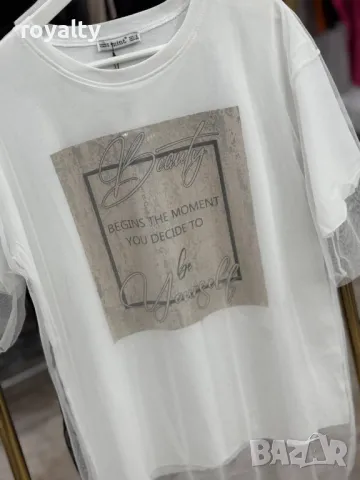 royalty
Beauty
BEGINS THE MOMENT
YOU DECIDE TO
be
Yourself
BAZAR